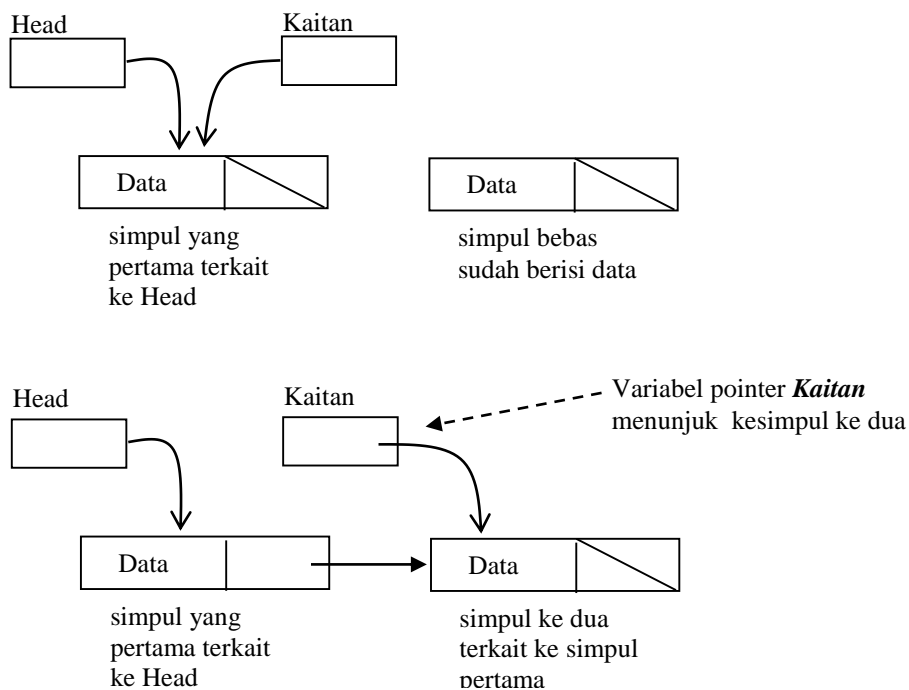 Head
Kaitan
Data
Data
simpul yang
pertama terkait
ke Head
simpul bebas
sudah berisi data
Head
Kaitan
Variabel pointer Kaitan
menunjuk kesimpul ke dua
Data
Data
simpul yang
pertama terkait
ke Head
simpul ke dua
terkait ke simpul
pertama